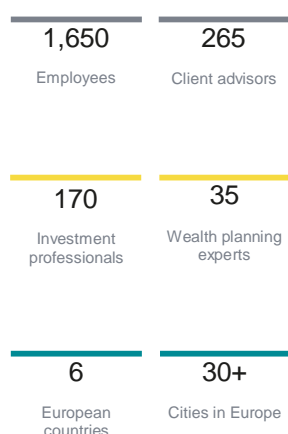 1,650
265
Employees
Client advisors
170
35
Investment
professionals
Wealth planning
experts
6
30+
European
countries
Cities in Europe